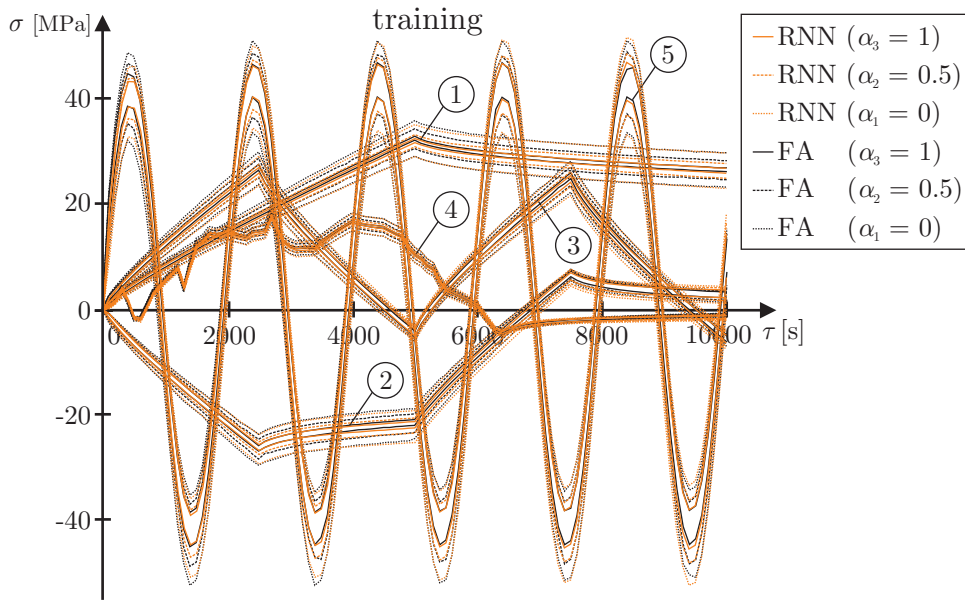 training
σ [MPa]
40
20
0
-20
-40
0
2000
4000
6000
8000
10000
τ [s]
1
2
3
4
5
RNN (α₃ = 1)
RNN (α₂ = 0.5)
RNN (α₁ = 0)
FA (α₃ = 1)
FA (α₂ = 0.5)
FA (α₁ = 0)